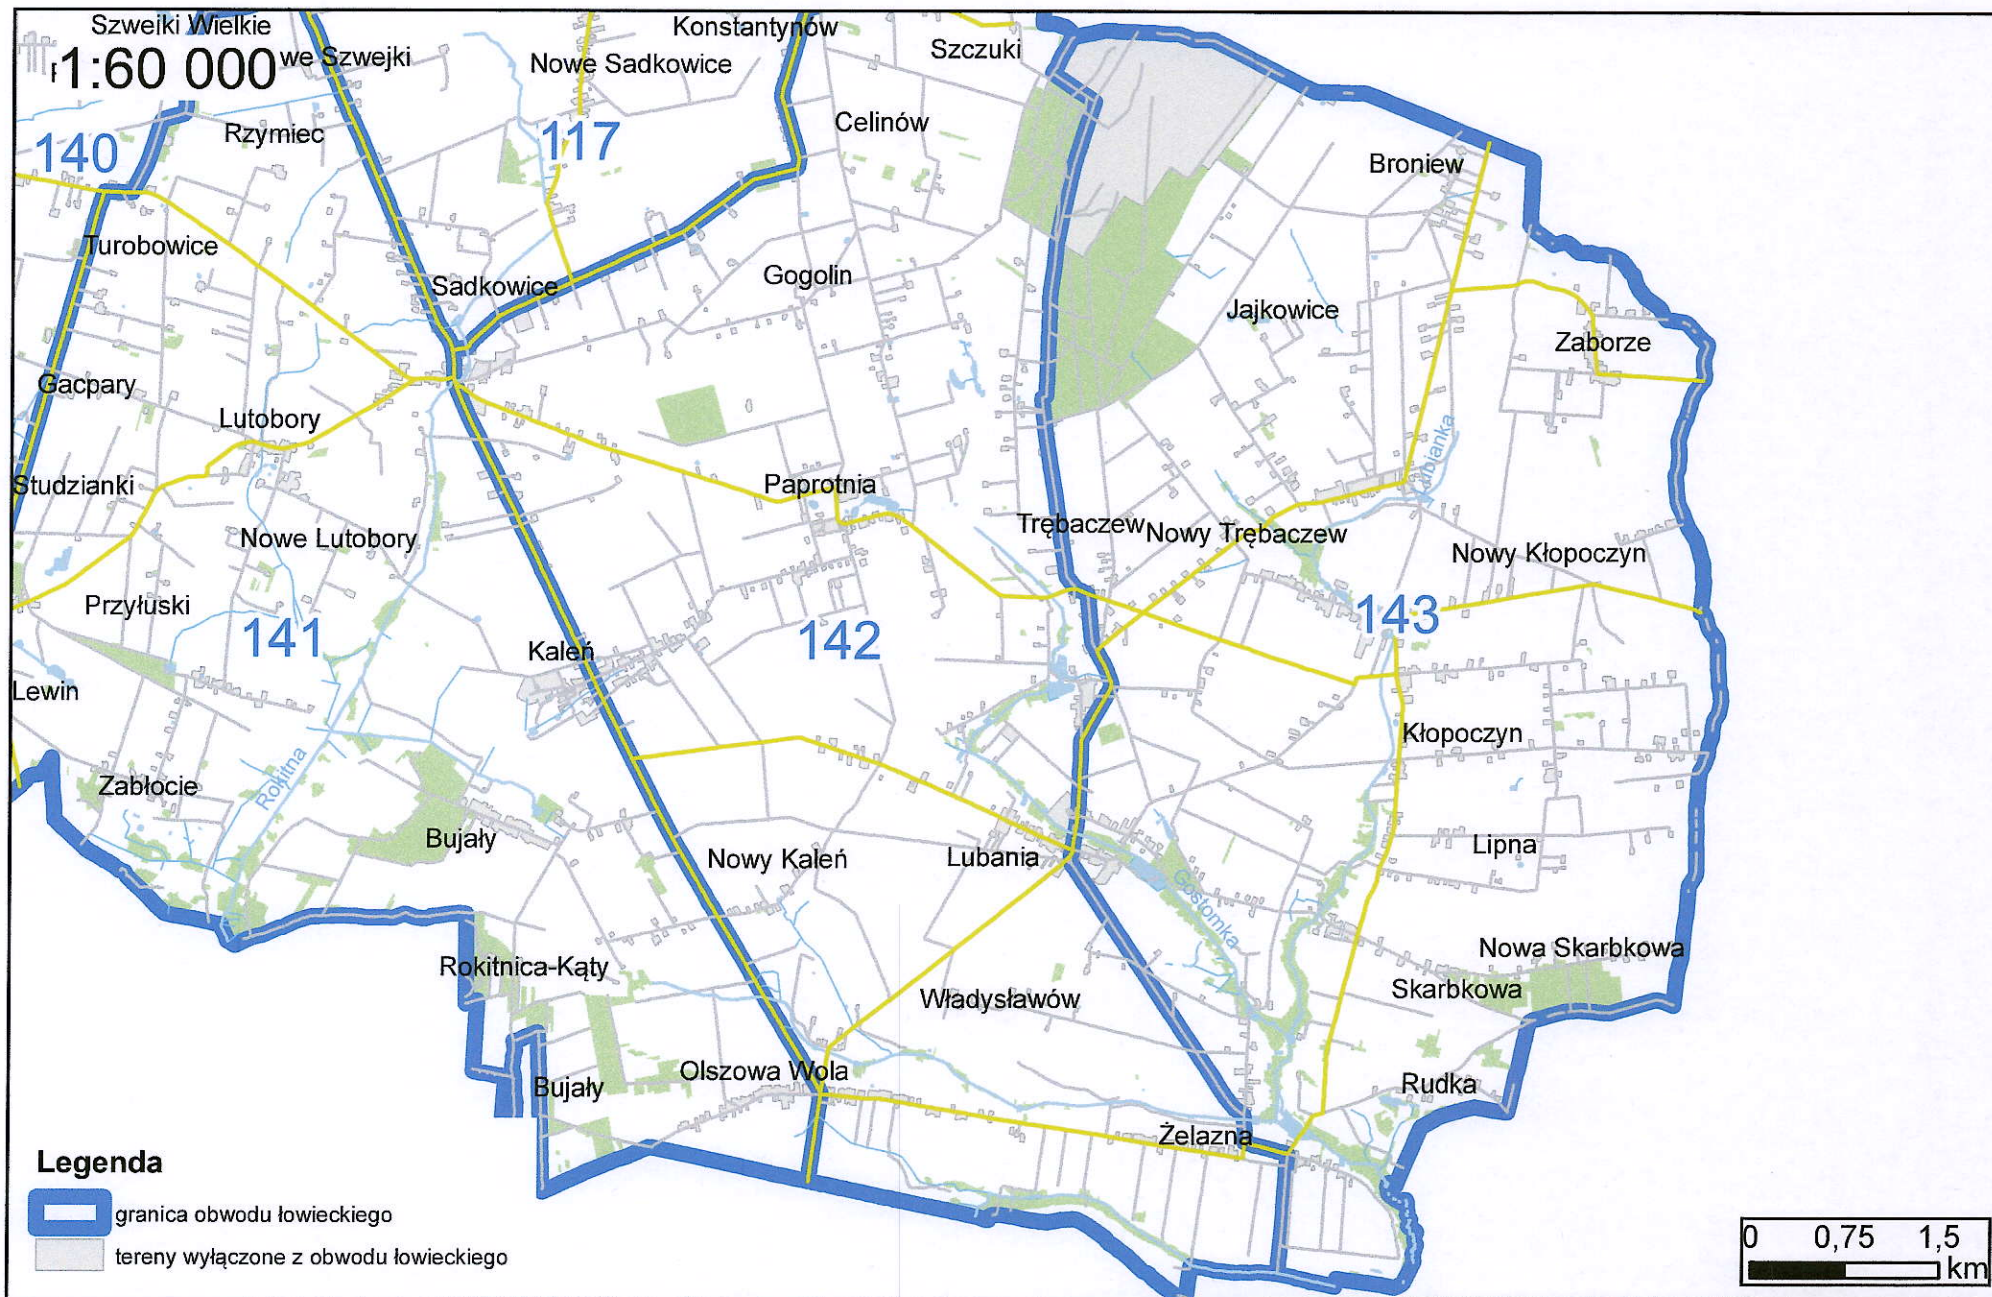 Szwejki Wielkie
Konstantynów
1:60 000
we Szwejki
Nowe Sadkowice
Szczuki
Rzymiec
117
Celinów
140
Broniew
Turobowice
Sadkowice
Gogolin
Jajkowice
Zaborze
Gacpary
Lutobory
Lubianka
Studzianki
Paprotnia
Nowe Lutobory
Trębaczew
Nowy Trębaczew
Nowy Kłopoczyn
Przyłuski
141
142
143
Kaleń
Lewin
Kłopoczyn
Zabłocie
Rokitna
Bujały
Nowy Kaleń
Lubania
Lipna
Gostomka
Rokitnica-Kąty
Nowa Skarbkowa
Władysławów
Skarbkowa
Bujały
Olszowa Wola
Rudka
Żelazna
Legenda
granica obwodu łowieckiego
tereny wyłączone z obwodu łowieckiego
0 0,75 1,5
km